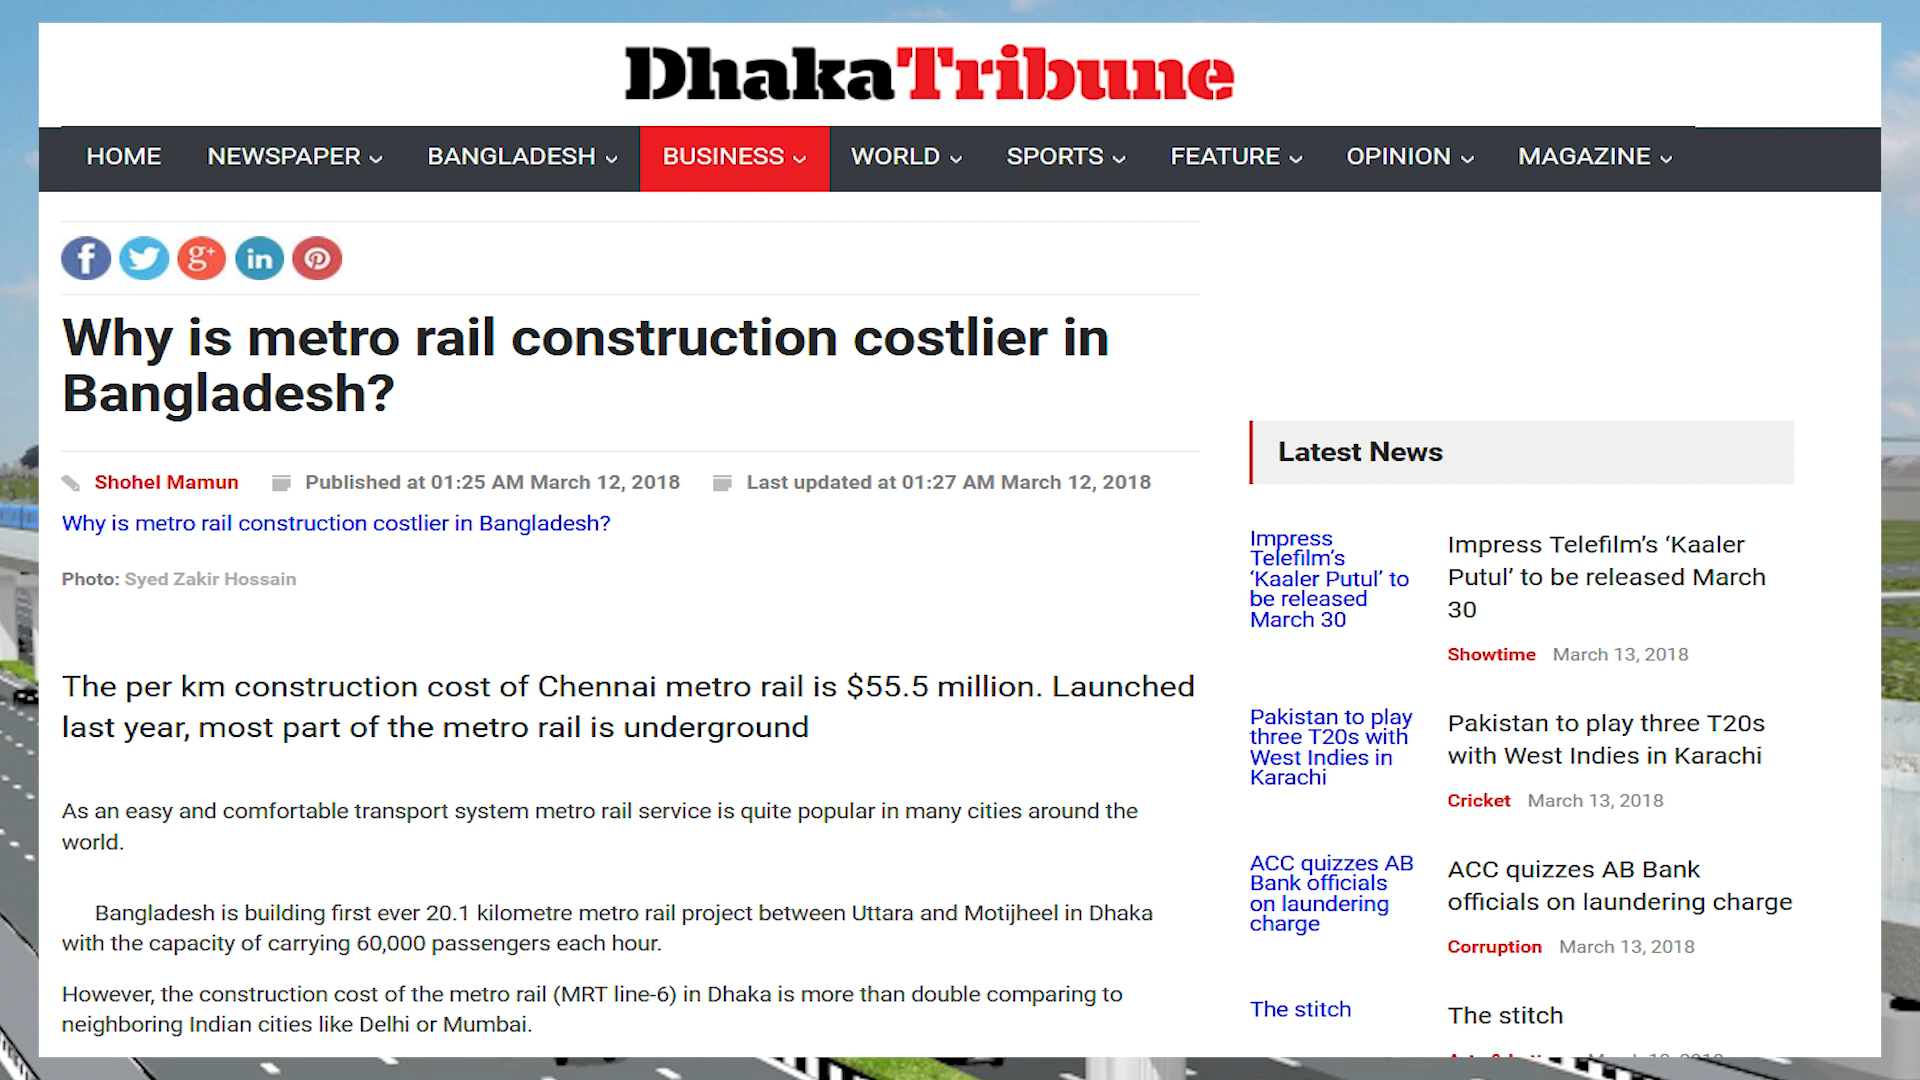 DhakaTribune
HOME NEWSPAPER BANGLADESH BUSINESS WORLD SPORTS FEATURE OPINION MAGAZINE
Why is metro rail construction costlier in
Bangladesh?
Shohel Mamun Published at 01:25 AM March 12, 2018 Last updated at 01:27 AM March 12, 2018
Why is metro rail construction costlier in Bangladesh?
Photo: Syed Zakir Hossain
The per km construction cost of Chennai metro rail is $55.5 million. Launched
last year, most part of the metro rail is underground
As an easy and comfortable transport system metro rail service is quite popular in many cities around the
world.
Bangladesh is building first ever 20.1 kilometre metro rail project between Uttara and Motijheel in Dhaka
with the capacity of carrying 60,000 passengers each hour.
However, the construction cost of the metro rail (MRT line-6) in Dhaka is more than double comparing to
neighboring Indian cities like Delhi or Mumbai.
Latest News
Impress
Telefilm's
‘Kaaler Putul’ to
be released
March 30
Impress Telefilm’s ‘Kaaler
Putul’ to be released March
30
Showtime March 13, 2018
Pakistan to play
three T20s with
West Indies in
Karachi
Pakistan to play three T20s
with West Indies in Karachi
Cricket March 13, 2018
ACC quizzes AB
Bank officials
on laundering
charge
ACC quizzes AB Bank
officials on laundering charge
Corruption March 13, 2018
The stitch
The stitch